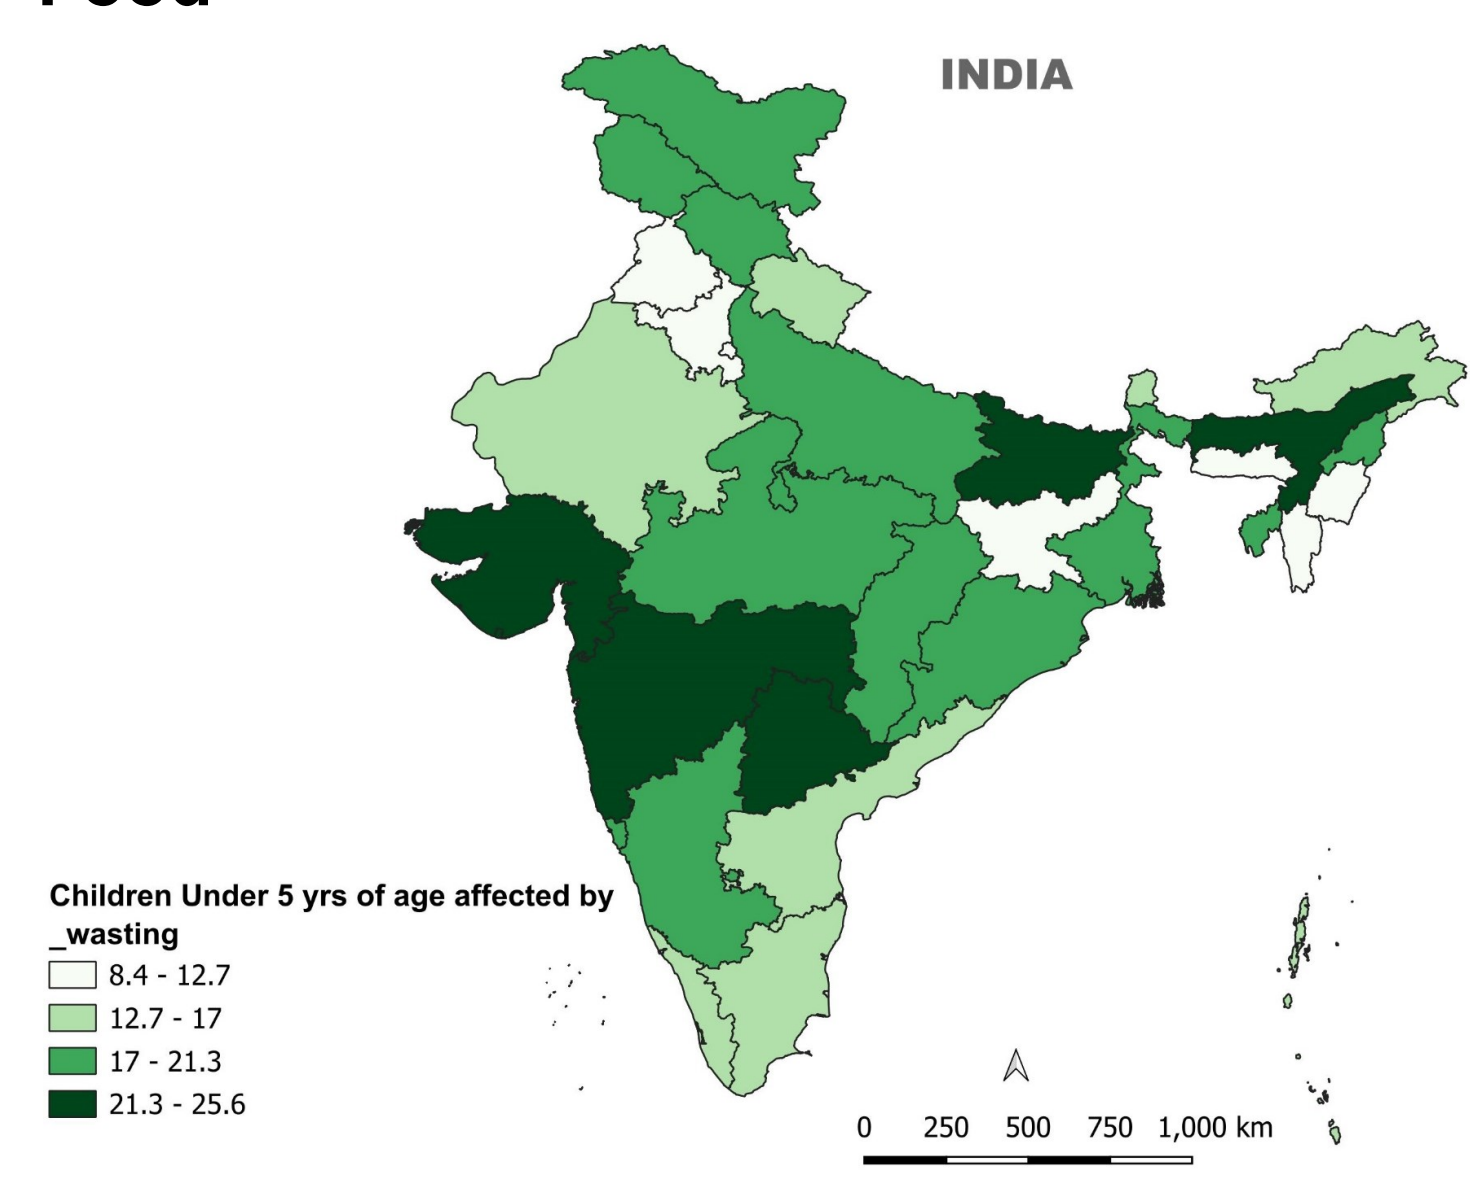 INDIA
Children Under 5 yrs of age affected by
_wasting
8.4 - 12.7
12.7 - 17
17 - 21.3
21.3 - 25.6
0 250 500 750 1,000 km